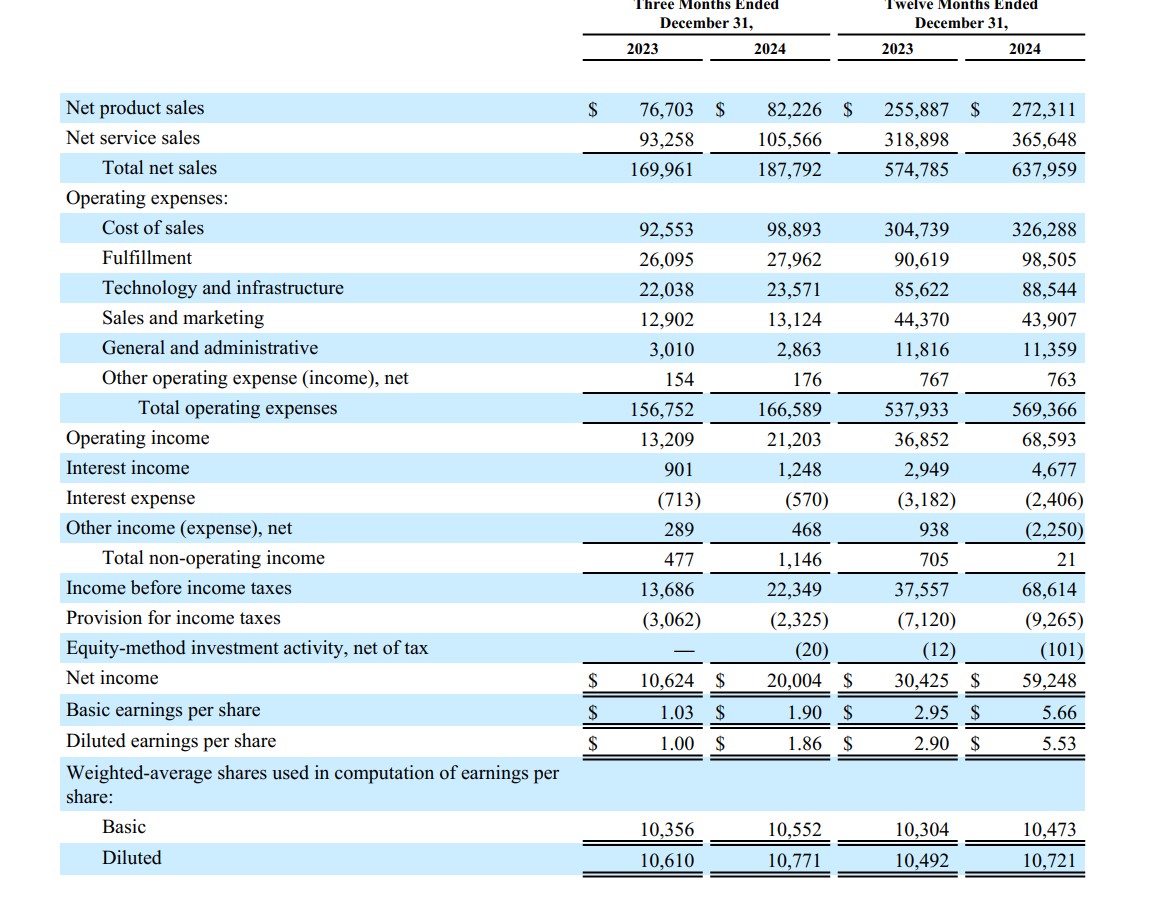 Three Months Ended Twelve Months Ended
December 31, December 31,
2023 2024 2023 2024
Net product sales $ 76,703 $ 82,226 $ 255,887 $ 272,311
Net service sales 93,258 105,566 318,898 365,648
Total net sales 169,961 187,792 574,785 637,959
Operating expenses:
Cost of sales 92,553 98,893 304,739 326,288
Fulfillment 26,095 27,962 90,619 98,505
Technology and infrastructure 22,038 23,571 85,622 88,544
Sales and marketing 12,902 13,124 44,370 43,907
General and administrative 3,010 2,863 11,816 11,359
Other operating expense (income), net 154 176 767 763
Total operating expenses 156,752 166,589 537,933 569,366
Operating income 13,209 21,203 36,852 68,593
Interest income 901 1,248 2,949 4,677
Interest expense (713) (570) (3,182) (2,406)
Other income (expense), net 289 468 938 (2,250)
Total non-operating income 477 1,146 705 21
Income before income taxes 13,686 22,349 37,557 68,614
Provision for income taxes (3,062) (2,325) (7,120) (9,265)
Equity-method investment activity, net of tax — (20) (12) (101)
Net income $ 10,624 $ 20,004 $ 30,425 $ 59,248
Basic earnings per share $ 1.03 $ 1.90 $ 2.95 $ 5.66
Diluted earnings per share $ 1.00 $ 1.86 $ 2.90 $ 5.53
Weighted-average shares used in computation of earnings per
share:
Basic 10,356 10,552 10,304 10,473
Diluted 10,610 10,771 10,492 10,721